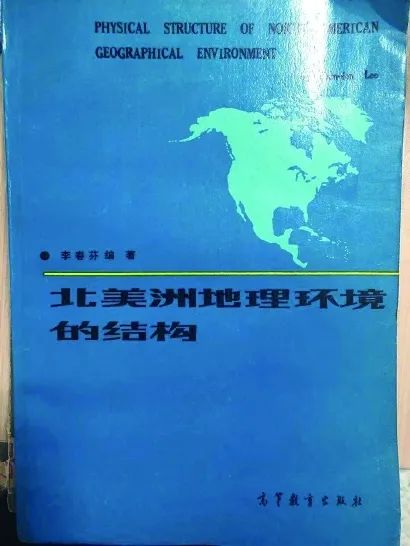 PHYSICAL STRUCTURE OF NORTH AMERICAN
GEOGRAPHICAL ENVIRONMENT
Lee
李春芬编 著
北美洲地理环境
的结构
高等教育出版社